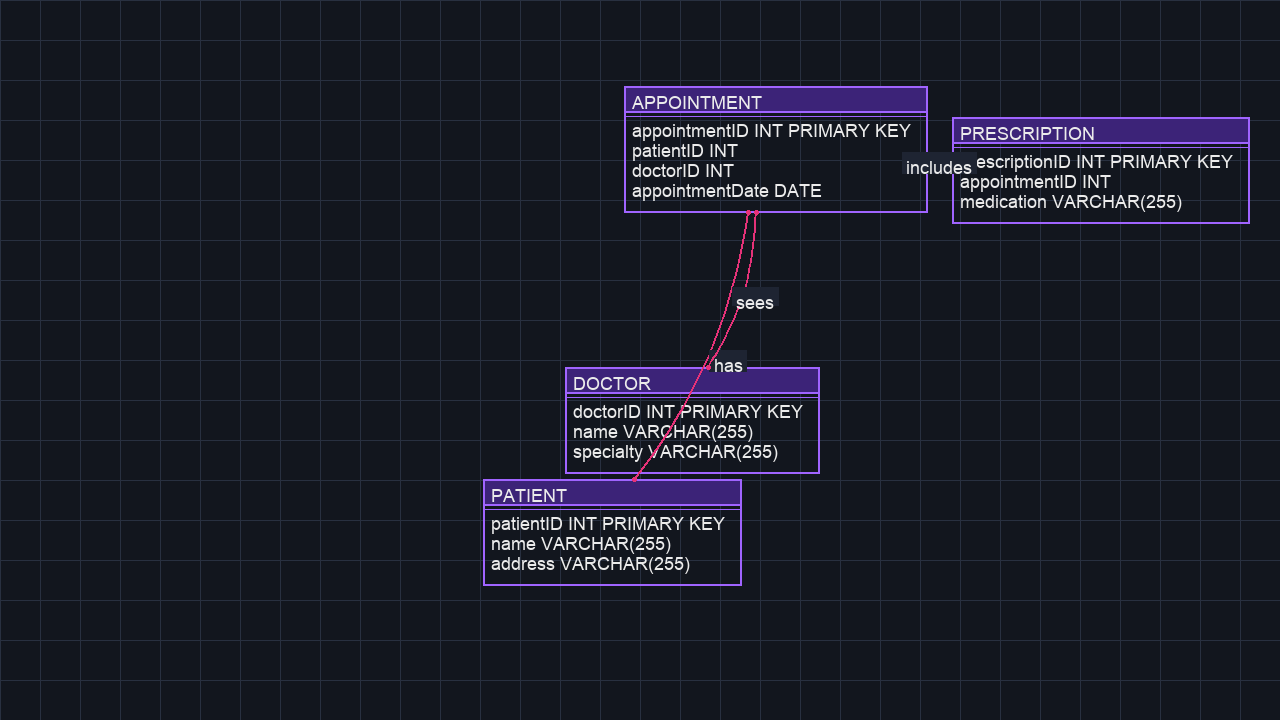 APPOINTMENT
appointmentID INT PRIMARY KEY
patientID INT
doctorID INT
appointmentDate DATE
PRESCRIPTION
escriptionID INT PRIMARY KEY
appointmentID INT
medication VARCHAR(255)
includes
sees
has
DOCTOR
doctorID INT PRIMARY KEY
name VARCHAR(255)
specialty VARCHAR(255)
PATIENT
patientID INT PRIMARY KEY
name VARCHAR(255)
address VARCHAR(255)